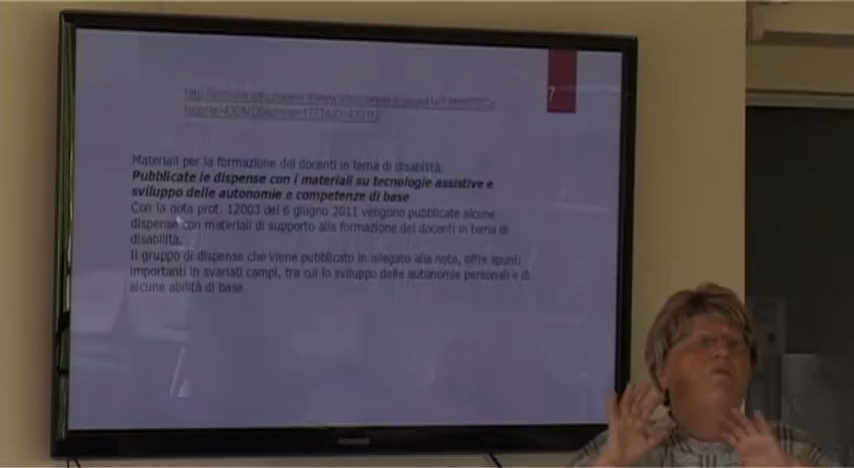 7
Materiali per la formazione dei docenti in tema di disabilità.
Pubblicate le dispense con i materiali su tecnologie assistive e
sviluppo delle autonomie e competenze di base
Con la nota prot. 12003 del 6 giugno 2011 vengono pubblicate alcune
dispense con materiali di supporto alla formazione dei docenti in tema di
disabilità.
Il gruppo di dispense che viene pubblicato in allegato alla nota, offre spunti
importanti in svariati campi, tra cui lo sviluppo delle autonomie personali e di
alcune abilità di base.